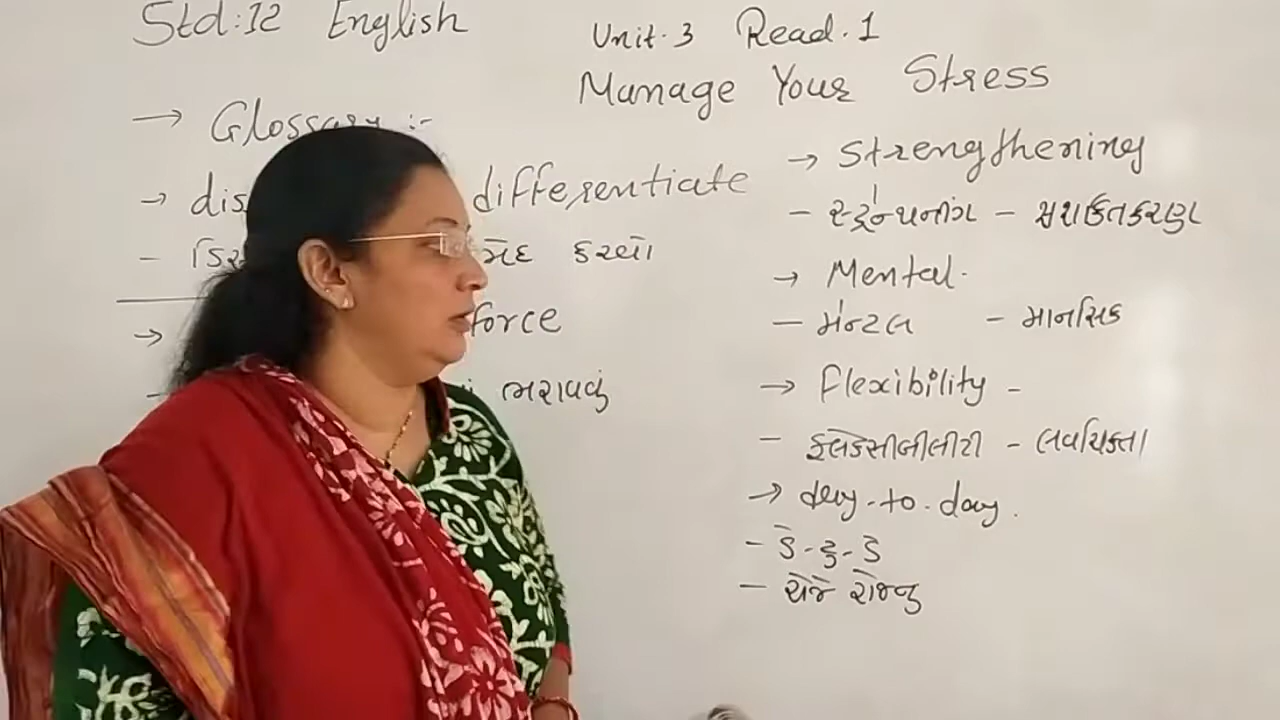 Std:12 English
Unit.3 Read.1
Manage Your Stress
→ Glossary :-
→ differentiate
ભેદ કરવો
→ force
- ભરાવવું
→ Strengthening
- સ્ટ્રેન્થનીંગ - સશક્તિકરણ
→ Mental.
- મેન્ટલ - માનસિક
→ flexibility -
- ફ્લેક્સીબીલીટી - લવચિકતા
→ day-to-day.
- ડે-ટુ-ડે
- રોજે રોજનું